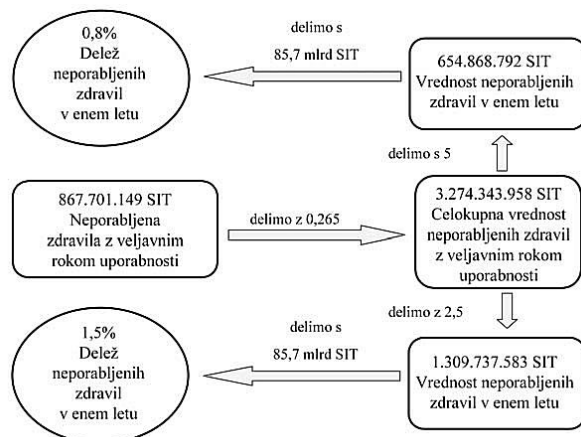 0,8%
Delež
neporabljenih
zdravil
v enem letu
delimo s
85,7 mlrd SIT
654.868.792 SIT
Vrednost neporabljenih
zdravil v enem letu
delimo s 5
867.701.149 SIT
Neporabljena
zdravila z veljavnim
rokom uporabnosti
delimo z 0,265
3.274.343.958 SIT
Celokupna vrednost
neporabljenih zdravil
z veljavnim rokom
uporabnosti
delimo z 2,5
1,5%
Delež
neporabljenih
zdravil
v enem letu
delimo s
85,7 mlrd SIT
1.309.737.583 SIT
Vrednost neporabljenih
zdravil v enem letu